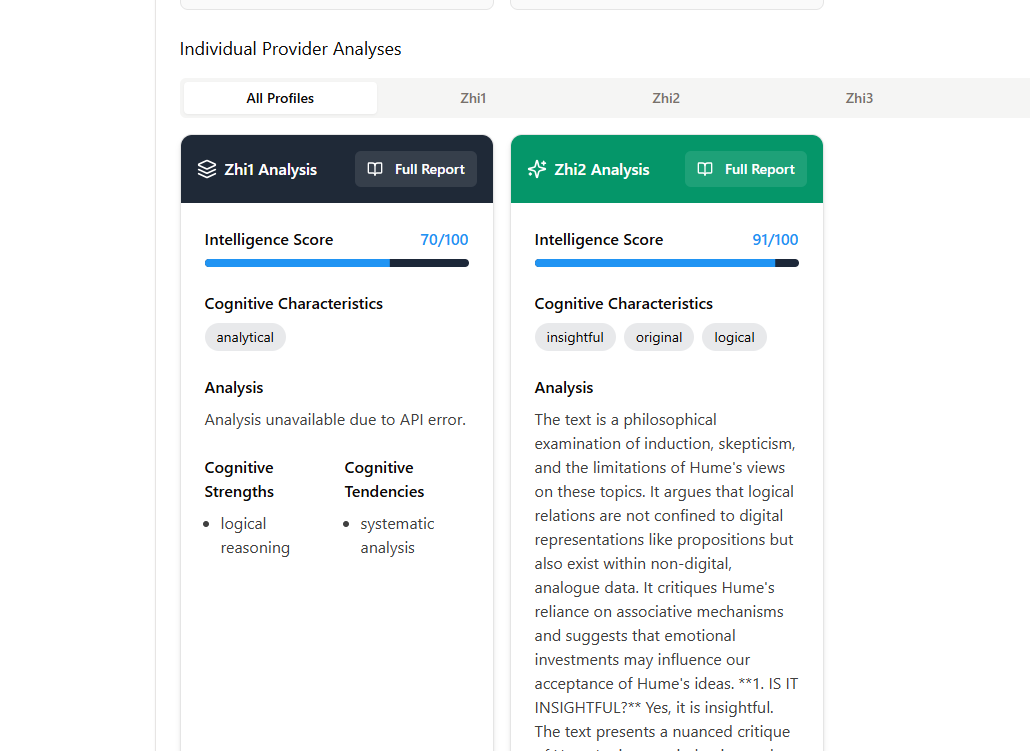 Individual Provider Analyses
All Profiles Zhi1 Zhi2 Zhi3
Zhi1 Analysis Full Report
Intelligence Score 70/100
Cognitive Characteristics
analytical
Analysis
Analysis unavailable due to API error.
Cognitive Strengths
logical reasoning
Cognitive Tendencies
systematic analysis
Zhi2 Analysis Full Report
Intelligence Score 91/100
Cognitive Characteristics
insightful original logical
Analysis
The text is a philosophical
examination of induction, skepticism,
and the limitations of Hume's views
on these topics. It argues that logical
relations are not confined to digital
representations like propositions but
also exist within non-digital,
analogue data. It critiques Hume's
reliance on associative mechanisms
and suggests that emotional
investments may influence our
acceptance of Hume's ideas. **1. IS IT
INSIGHTFUL?** Yes, it is insightful.
The text presents a nuanced critique